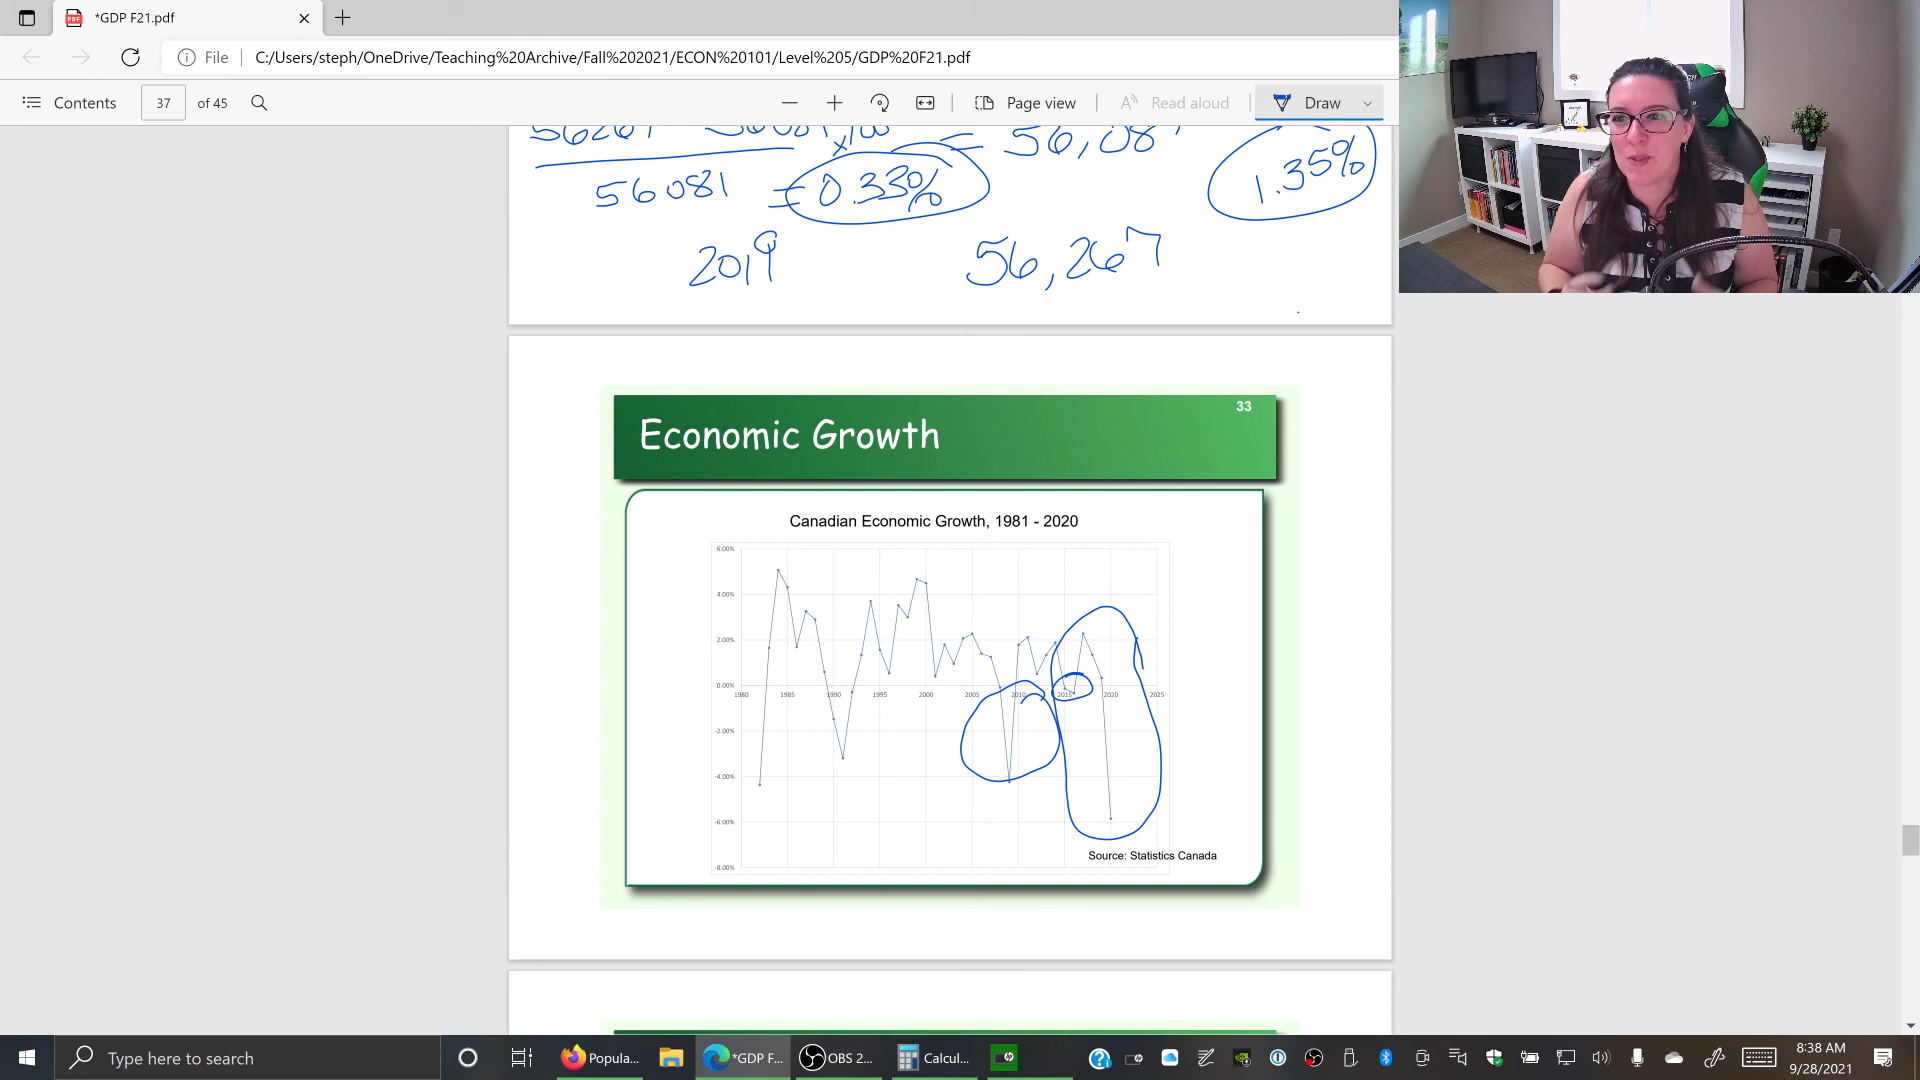 *GDP F21.pdf
File C:/Users/steph/OneDrive/Teaching%20Archive/Fall%202021/ECON%20101/Level%205/GDP%20F21.pdf
Contents 37 of 45 Page view Read aloud Draw
= 56,08
56081 = 0.33%
1.35%
2019 56,267
33
Economic Growth
Canadian Economic Growth, 1981 - 2020
6.00%
4.00%
2.00%
0.00%
1980 1985 1990 1995 2000 2005 2010 2015 2020 2025
-2.00%
-4.00%
-6.00%
-8.00%
Source: Statistics Canada
Type here to search
Popula...
*GDP F...
OBS 2...
Calcul...
8:38 AM
9/28/2021